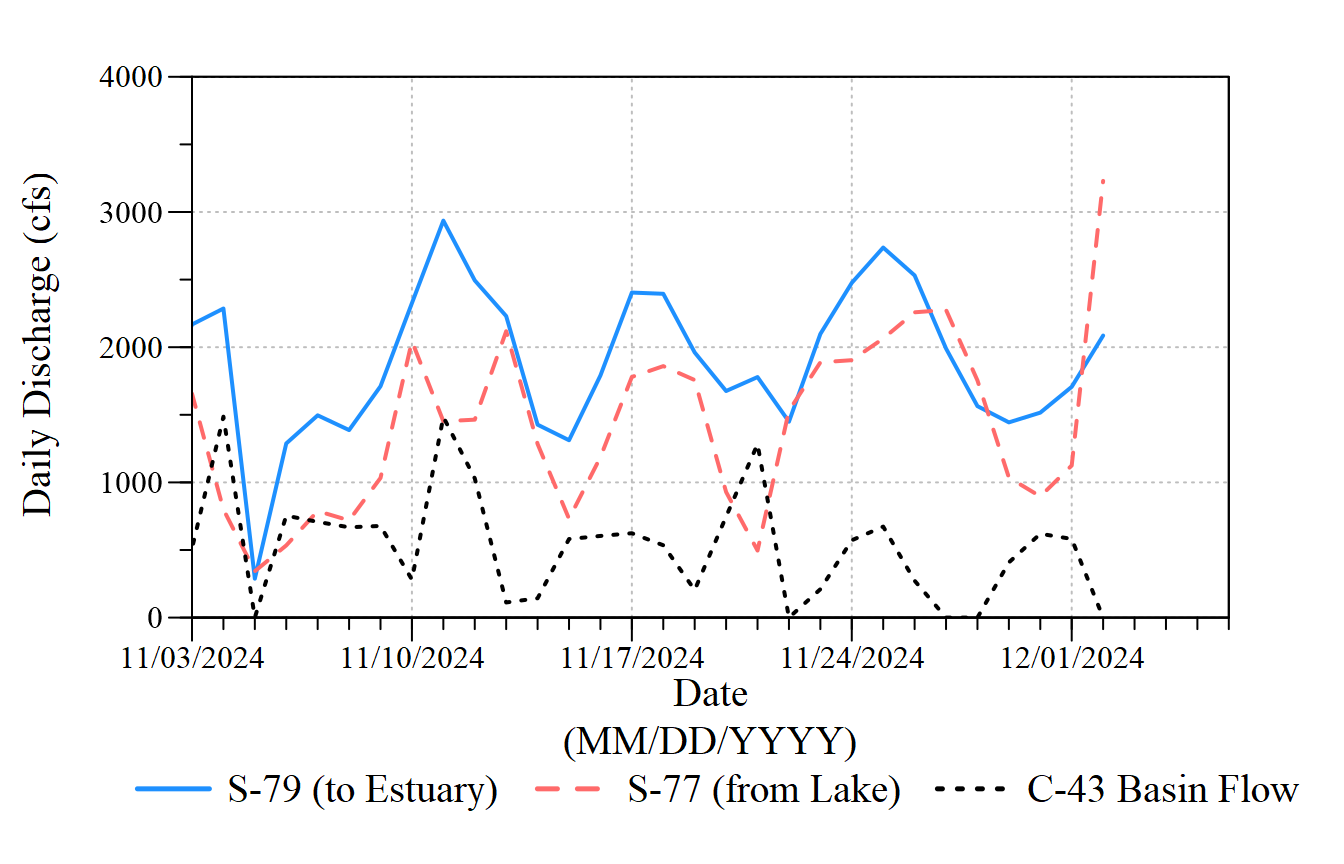 Daily Discharge (cfs)
4000
3000
2000
1000
0
11/03/2024 11/10/2024 11/17/2024 11/24/2024 12/01/2024
Date
(MM/DD/YYYY)
S-79 (to Estuary) S-77 (from Lake) C-43 Basin Flow